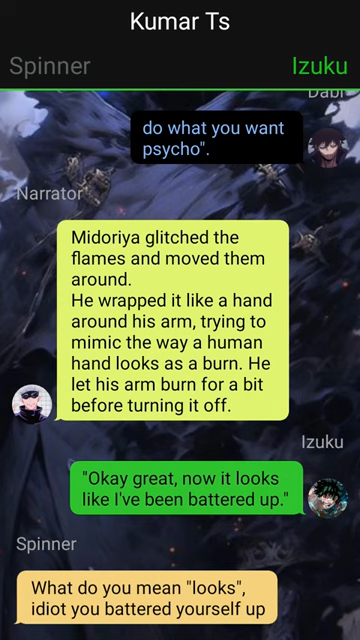 Kumar Ts
Spinner
Izuku
Dabi
do what you want
psycho".
Narrator
Midoriya glitched the
flames and moved them
around.
He wrapped it like a hand
around his arm, trying to
mimic the way a human
hand looks as a burn. He
let his arm burn for a bit
before turning it off.
Izuku
"Okay great, now it looks
like I've been battered up."
Spinner
What do you mean "looks",
idiot you battered yourself up